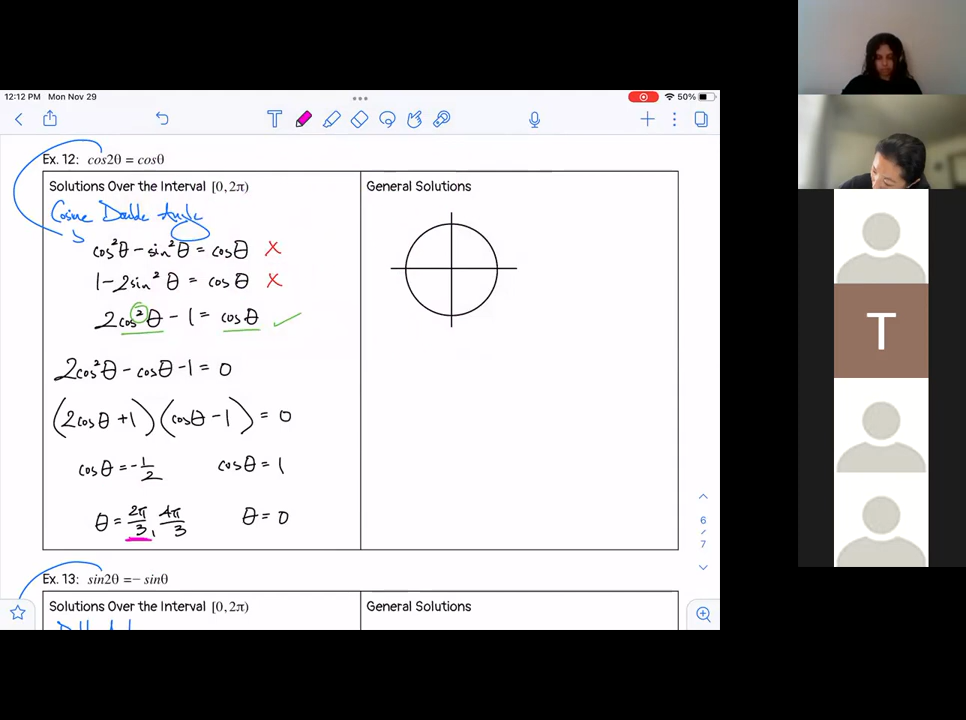 12:12 PM Mon Nov 29
50%
Ex. 12: cos2θ = cosθ
Solutions Over the Interval [0, 2π)
General Solutions
Cosine Double Angle
cos²θ − sin²θ = cosθ ✗
1 − 2sin²θ = cosθ ✗
2cos²θ − 1 = cosθ ✓
2cos²θ − cosθ − 1 = 0
(2cosθ + 1)(cosθ − 1) = 0
cosθ = −1/2 cosθ = 1
θ = 2π/3, 4π/3 θ = 0
6
/
7
Ex. 13: sin2θ = − sinθ
Solutions Over the Interval [0, 2π)
General Solutions
T
T